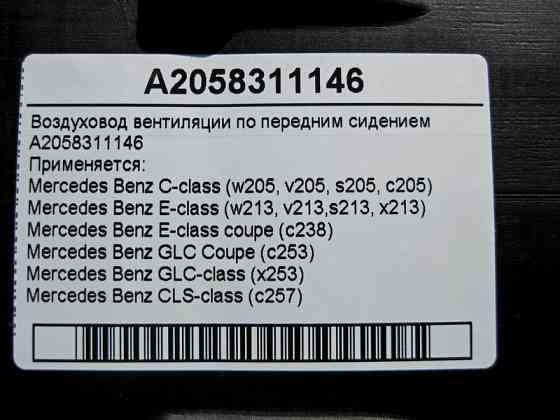 A2058311146
Воздуховод вентиляции по передним сидением
A2058311146
Применяется:
Mercedes Benz C-class (w205, v205, s205, c205)
Mercedes Benz E-class (w213, v213,s213, x213)
Mercedes Benz E-class coupe (c238)
Mercedes Benz GLC Coupe (c253)
Mercedes Benz GLC-class (x253)
Mercedes Benz CLS-class (c257)